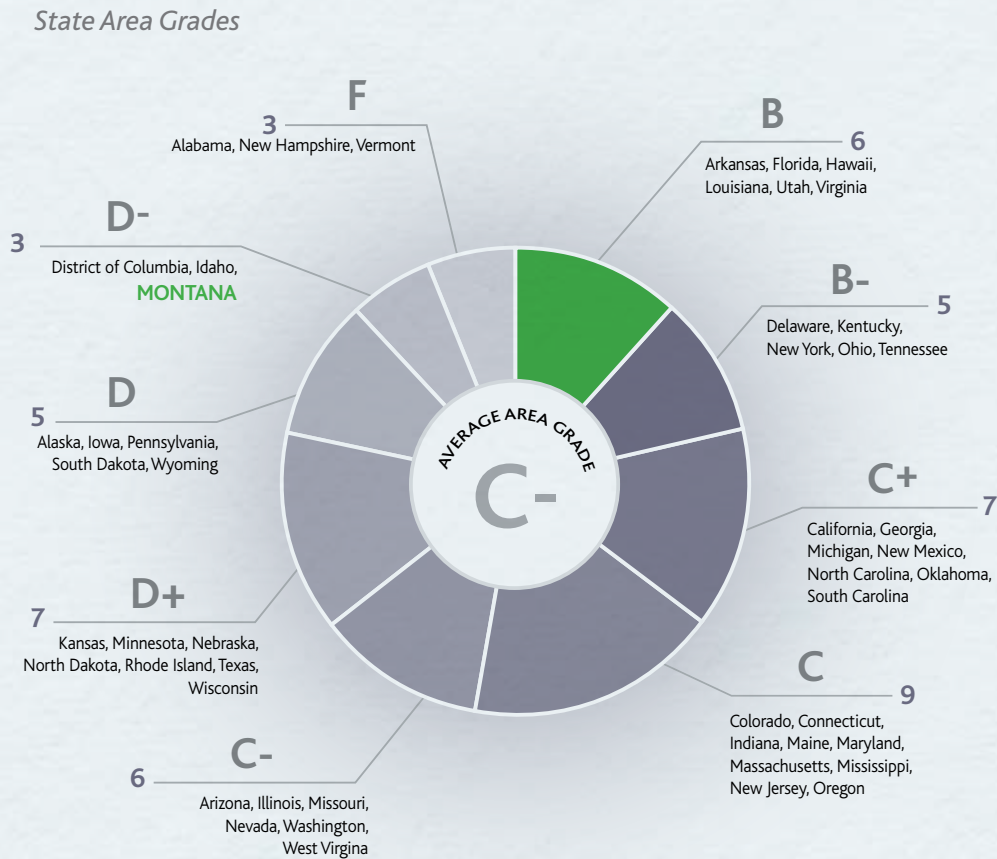 State Area Grades
F
3
Alabama, New Hampshire, Vermont
B
6
Arkansas, Florida, Hawaii,
Louisiana, Utah, Virginia
D-
3
District of Columbia, Idaho,
MONTANA
B-
5
Delaware, Kentucky,
New York, Ohio, Tennessee
D
5
Alaska, Iowa, Pennsylvania,
South Dakota, Wyoming
AVERAGE AREA GRADE
C-
C+
7
California, Georgia,
Michigan, New Mexico,
North Carolina, Oklahoma,
South Carolina
D+
7
Kansas, Minnesota, Nebraska,
North Dakota, Rhode Island, Texas,
Wisconsin
C
9
Colorado, Connecticut,
Indiana, Maine, Maryland,
Massachusetts, Mississippi,
New Jersey, Oregon
C-
6
Arizona, Illinois, Missouri,
Nevada, Washington,
West Virgina